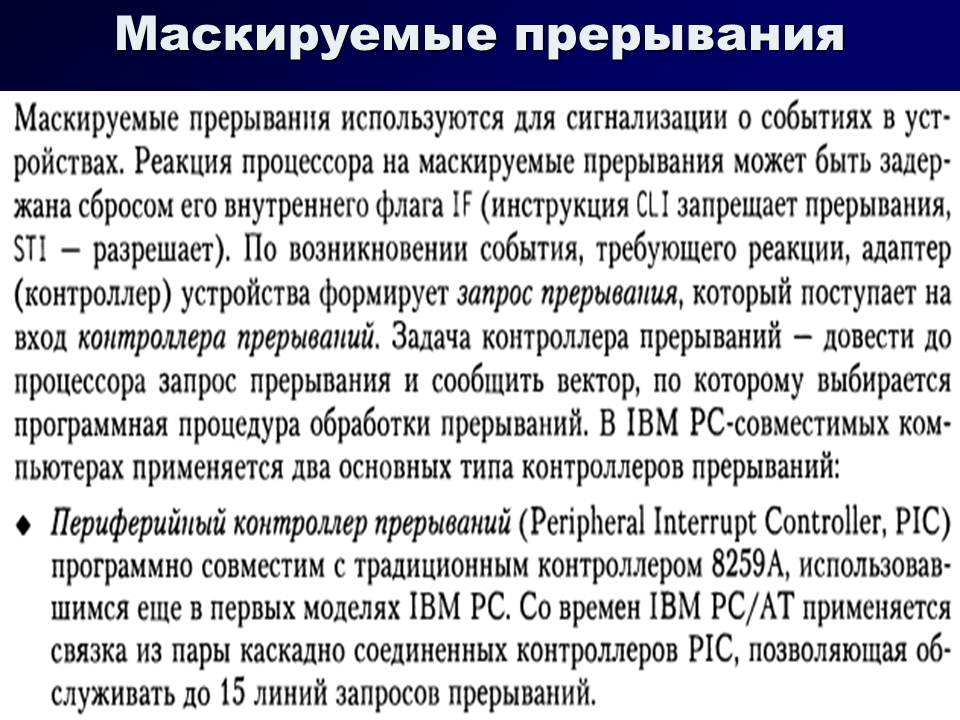 Маскируемые прерывания
Маскируемые прерывания используются для сигнализации о событиях в уст-
ройствах. Реакция процессора на маскируемые прерывания может быть задер-
жана сбросом его внутреннего флага IF (инструкция CLI запрещает прерывания,
STI — разрешает). По возникновении события, требующего реакции, адаптер
(контроллер) устройства формирует запрос прерывания, который поступает на
вход контроллера прерываний. Задача контроллера прерываний — довести до
процессора запрос прерывания и сообщить вектор, по которому выбирается
программная процедура обработки прерываний. В IBM PC-совместимых ком-
пьютерах применяется два основных типа контроллеров прерываний:
♦ Периферийный контроллер прерываний (Peripheral Interrupt Controller, PIC)
программно совместим с традиционным контроллером 8259A, использовав-
шимся еще в первых моделях IBM PC. Со времен IBM PC/AT применяется
связка из пары каскадно соединенных контроллеров PIC, позволяющая об-
служивать до 15 линий запросов прерываний.